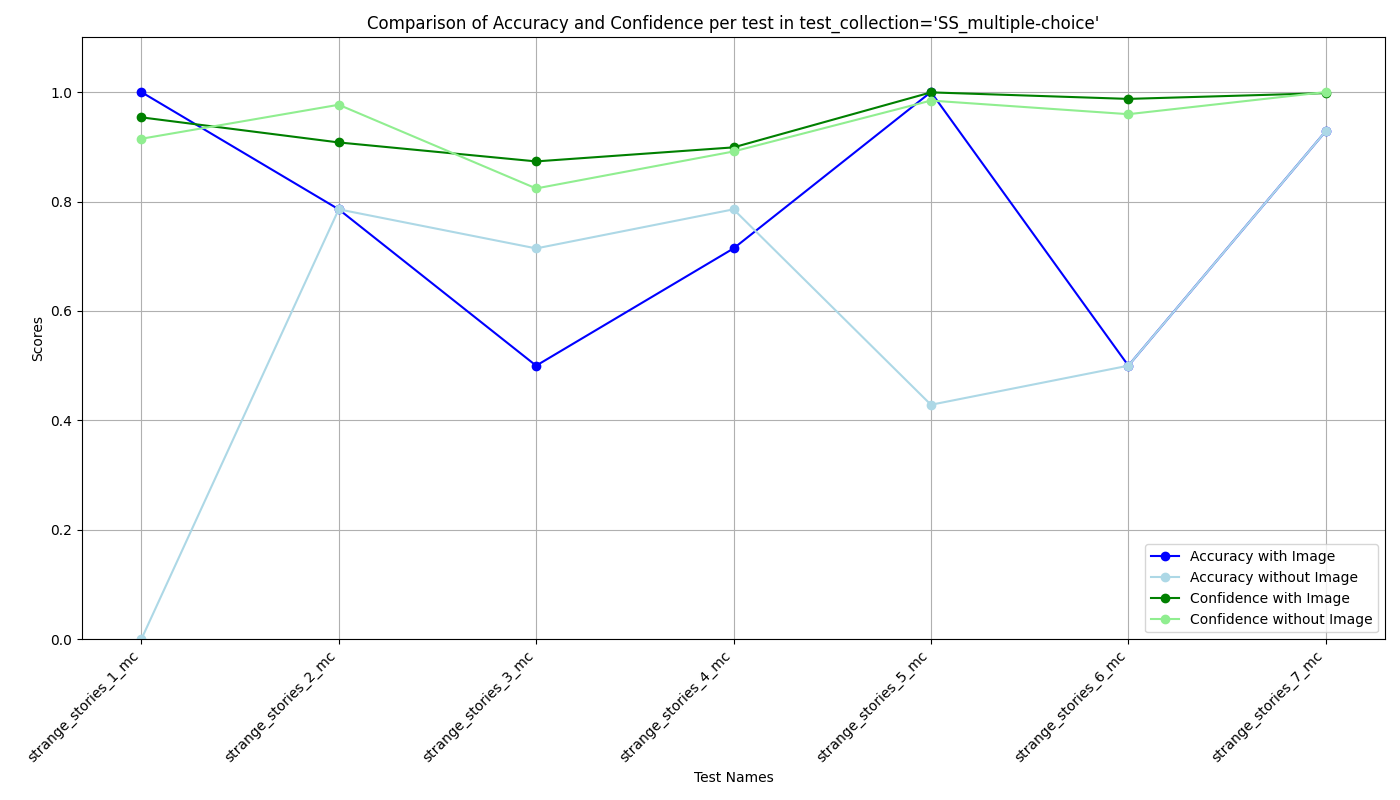 Comparison of Accuracy and Confidence per test in test_collection='SS_multiple-choice'
Scores
1.0
0.8
0.6
0.4
0.2
0.0
Accuracy with Image
Accuracy without Image
Confidence with Image
Confidence without Image
strange_stories_1_mc
strange_stories_2_mc
strange_stories_3_mc
strange_stories_4_mc
strange_stories_5_mc
strange_stories_6_mc
strange_stories_7_mc
Test Names